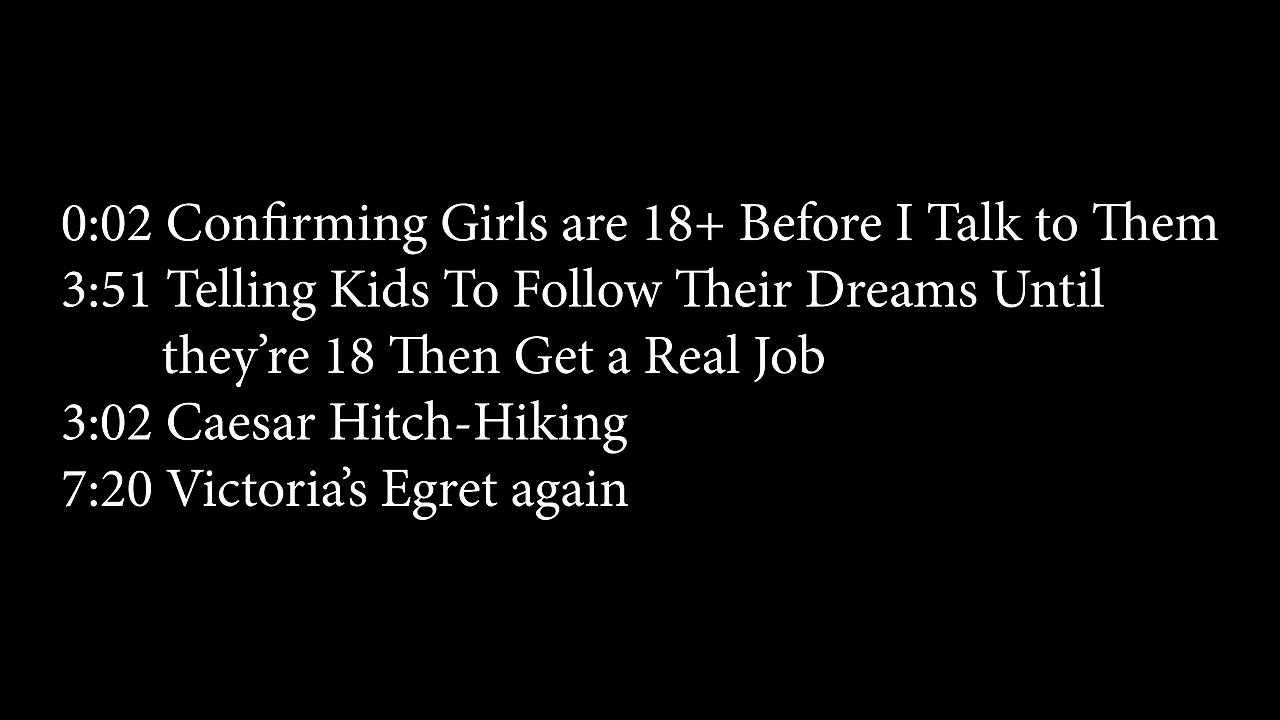 0:02 Confirming Girls are 18+ Before I Talk to Them
3:51 Telling Kids To Follow Their Dreams Until
they’re 18 Then Get a Real Job
3:02 Caesar Hitch-Hiking
7:20 Victoria’s Egret again